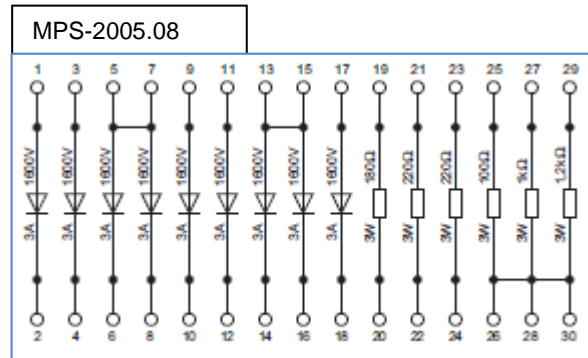 MPS-2005.08
1 3 5 7 9 11 13 15 17 19 21 23 25 27 29
1600V 1600V 1600V 1600V 1600V 1600V 1600V 1600V 1600V 180Ω 220Ω 220Ω 100Ω 1kΩ 1,2kΩ
3A 3A 3A 3A 3A 3A 3A 3A 3A 3W 3W 3W 3W 3W 3W
2 4 6 8 10 12 14 16 18 20 22 24 26 28 30